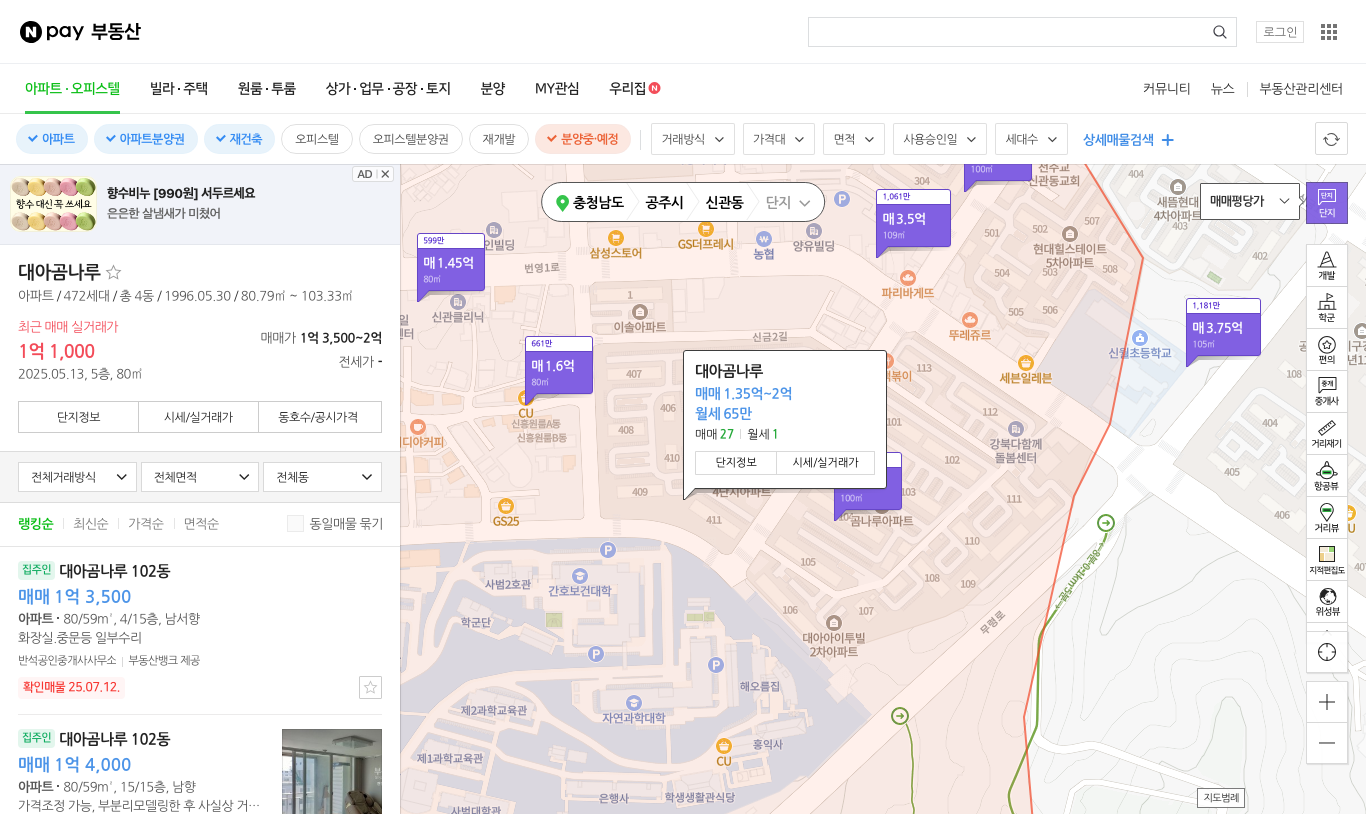 N pay 부동산
로그인
아파트·오피스텔
빌라·주택
원룸·투룸
상가·업무·공장·토지
분양
MY관심
우리집 N
커뮤니티
뉴스
부동산관리센터
아파트
아파트분양권
재건축
오피스텔
오피스텔분양권
재개발
분양중·예정
거래방식
가격대
면적
사용승인일
세대수
상세매물검색
AD
향수 대신 꼭 쓰세요
향수비누 [990원] 서두르세요
은은한 살냄새가 미쳤어
대아곰나루
아파트 / 472세대 / 총 4동 / 1996.05.30 / 80.79㎡ ~ 103.33㎡
최근 매매 실거래가
1억 1,000
2025.05.13, 5층, 80㎡
매매가 1억 3,500~2억
전세가 -
단지정보
시세/실거래가
동호수/공시가격
전체거래방식
전체면적
전체동
랭킹순
최신순
가격순
면적순
동일매물 묶기
집주인 대아곰나루 102동
매매 1억 3,500
아파트 · 80/59m², 4/15층, 남서향
화장실.중문등 일부수리
반석공인중개사사무소
부동산뱅크 제공
확인매물 25.07.12.
집주인 대아곰나루 102동
매매 1억 4,000
아파트 · 80/59m², 15/15층, 남향
가격조정 가능, 부분리모델링한 후 사실상 거…
충청남도
공주시
신관동
단지
매매평당가
단지
단지
개발
학군
편의
중개
중개사
거리재기
항공뷰
거리뷰
지적편집도
위성뷰
지도범례
100㎡
전주교
신관동교회
1,061만
매 3.5억
109㎡
599만
매 1.45억
80㎡
인빌딩
삼성스토어
GS더프레시
농협
양유빌딩
번영1로
신관클리닉
501
502
503
504
505
507
508
현대힐스테이트
5차아파트
새뜸현대
4차아파트
404
403
402
파리바게뜨
뚜레쥬르
1
이솔아파트
신금2길
661만
매 1.6억
80㎡
1,181만
매 3.75억
105㎡
신월초등학교
세븐일레븐
떡볶이
CU
신흥원룸A동
신흥원룸B동
디야커피
407
406
408
410
409
411
404
405
대아곰나루
매매 1.35억~2억
월세 65만
매매 27
월세 1
단지정보
시세/실거래가
4단지아파트
100㎡
103
곰나루아파트
강북다함께
돌봄센터
112
111
110
109
108
107
106
GS25
사범2호관
간호보건대학
학군단
대아아이투빌
2차아파트
무령로
해오름집
제2과학교육관
자연과학대학
CU
홍익사
제1과학교육관
은행사
학생생활관식당
사범대학관